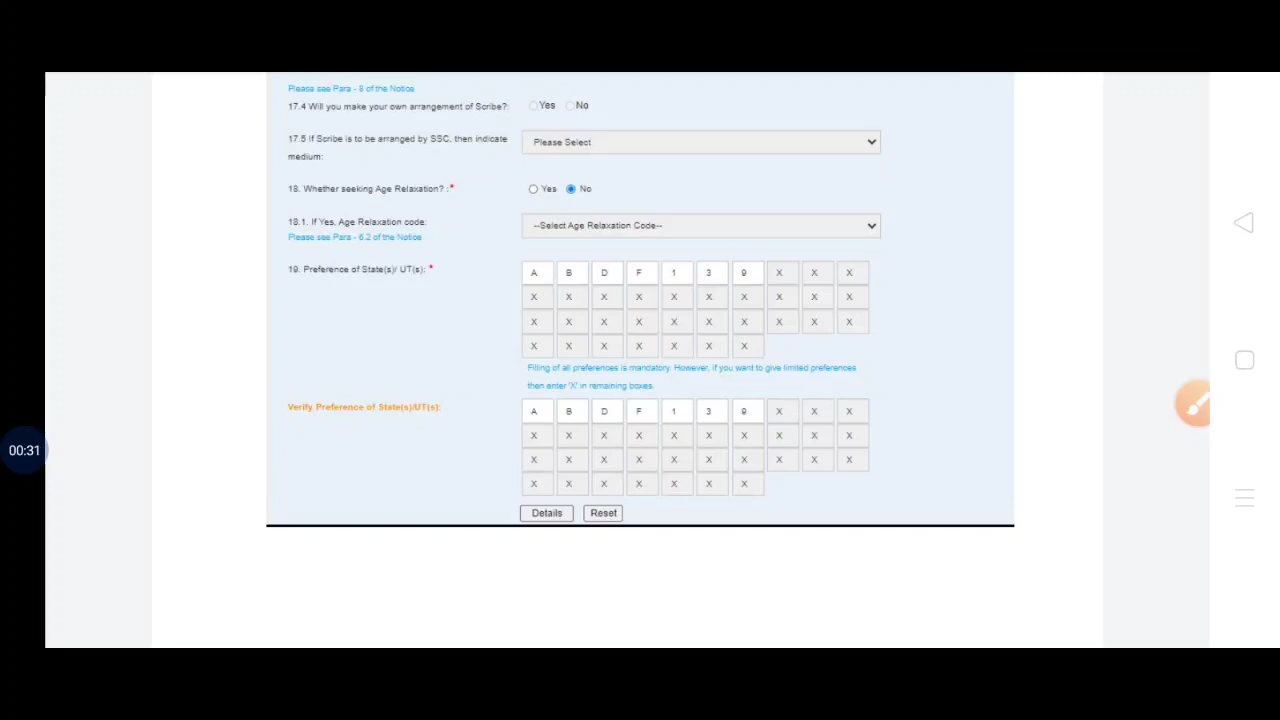 Please see Para - 8 of the Notice
17.4 Will you make your own arrangement of Scribe?: Yes No
17.5 If Scribe is to be arranged by SSC, then indicate
medium:
Please Select
18. Whether seeking Age Relaxation? :* Yes No
18.1. If Yes, Age Relaxation code:
--Select Age Relaxation Code--
Please see Para - 6.2 of the Notice
19. Preference of State(s)/ UT(s): *
A B D F 1 3 9 X X X
X X X X X X X X X X
X X X X X X X X X X
X X X X X X X
Filling of all preferences is mandatory. However, if you want to give limited preferences
then enter 'X' in remaining boxes.
Verify Preference of State(s)/UT(s):
A B D F 1 3 9 X X X
X X X X X X X X X X
X X X X X X X X X X
X X X X X X X
Details Reset
00:31